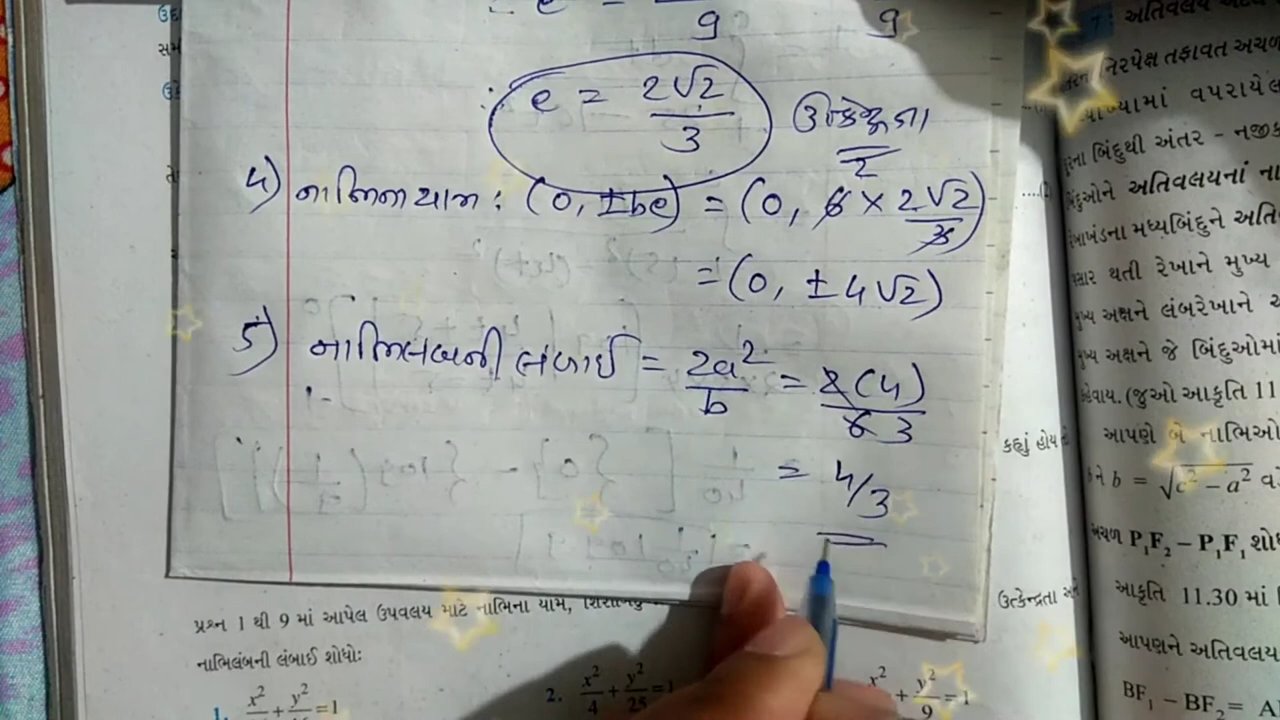 e = 2√2/3 ઉત્કેન્દ્રતા
4) નાભિના યામ : (0, ±be) = (0, 6 × 2√2/3)
= (0, ±4√2)
5) નાભિલંબની લંબાઈ = 2a²/b = 2(4)/6 3
= 4/3
પ્રશ્ન 1 થી 9 માં આપેલ ઉપવલય માટે નાભિના યામ,
નાભિલંબની લંબાઈ શોધો:
2. x²/4 + y²/25 = 1
x² + y²/9 = 1
અતિવલય
નિરપેક્ષ તફાવત અચળ
વ્યાખ્યામાં વપરાયેલ
દૂરના બિંદુથી અંતર - નજીક
બિંદુઓને અતિવલયનાં ના
રેખાખંડના મધ્યબિંદુને અતિ
પસાર થતી રેખાને મુખ્ય
મુખ્ય અક્ષને લંબરેખાને
મુખ્ય અક્ષને જે બિંદુઓમાં
કહેવાય. (જુઓ આકૃતિ 11
આપણે બે નાભિઓ
કહ્યું હોય તો
અને b = √c² – a²
અચળ P₁F₂ – P₁F₁ શોધ
ઉત્કેન્દ્રતા અને
આકૃતિ 11.30 માં
આપણને અતિવલય
BF₁ – BF₂ = A